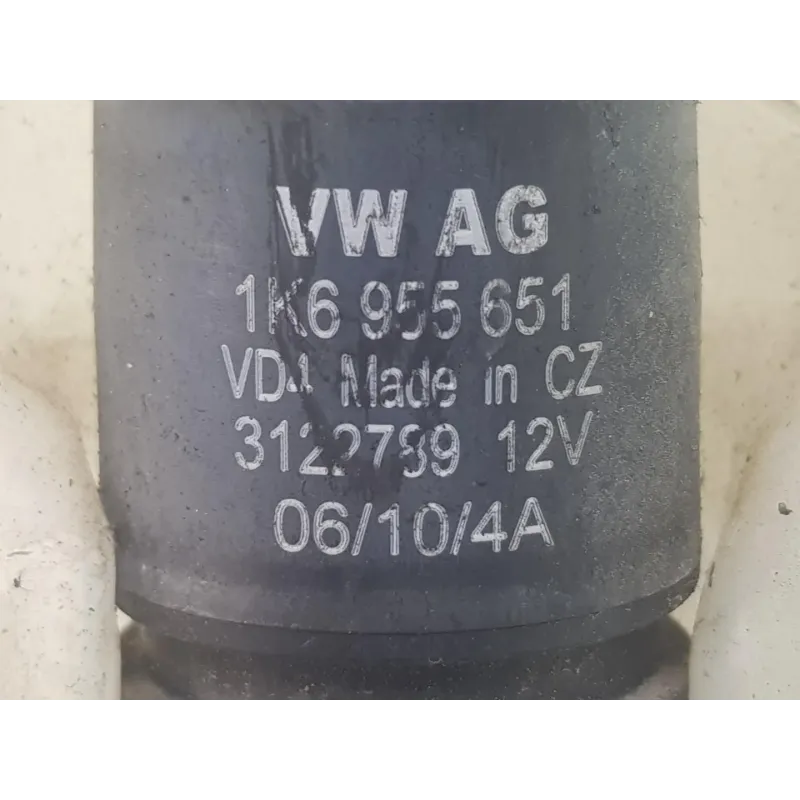 VW AG
1K6 955 651
VD4 Made in CZ
3122789 12V
06/10/4A